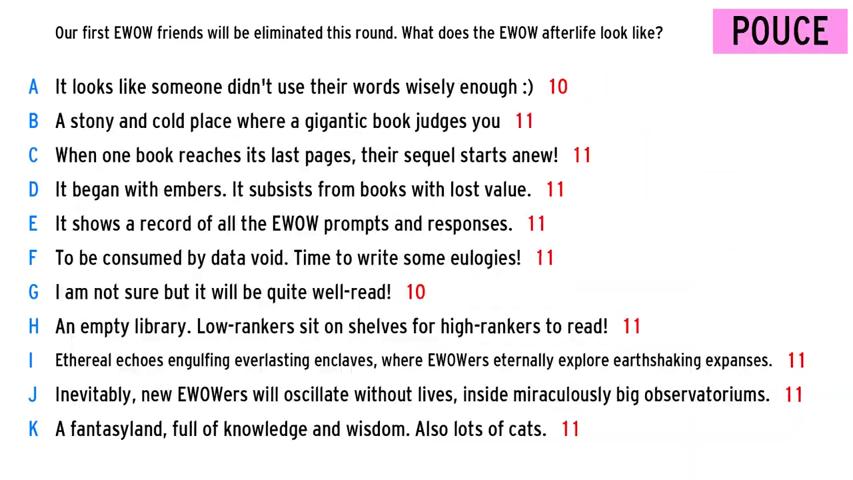 Our first EWOW friends will be eliminated this round. What does the EWOW afterlife look like?
POUCE
A It looks like someone didn't use their words wisely enough :) 10
B A stony and cold place where a gigantic book judges you 11
C When one book reaches its last pages, their sequel starts anew! 11
D It began with embers. It subsists from books with lost value. 11
E It shows a record of all the EWOW prompts and responses. 11
F To be consumed by data void. Time to write some eulogies! 11
G I am not sure but it will be quite well-read! 10
H An empty library. Low-rankers sit on shelves for high-rankers to read! 11
I Ethereal echoes engulfing everlasting enclaves, where EWOWers eternally explore earthshaking expanses. 11
J Inevitably, new EWOWers will oscillate without lives, inside miraculously big observatoriums. 11
K A fantasyland, full of knowledge and wisdom. Also lots of cats. 11